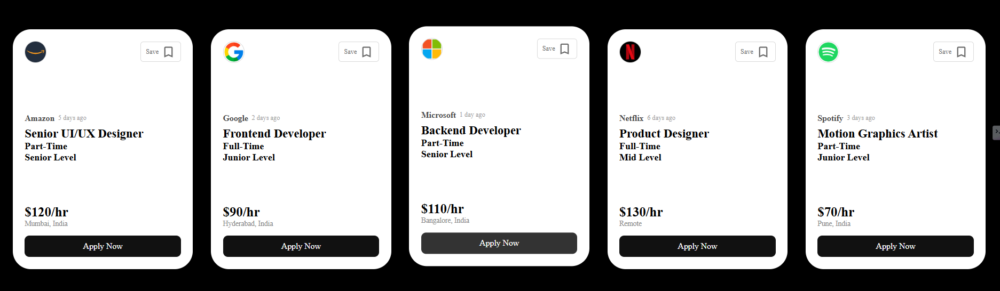 Save
Amazon 5 days ago
Senior UI/UX Designer
Part-Time
Senior Level
$120/hr
Mumbai, India
Apply Now
Save
Google 2 days ago
Frontend Developer
Full-Time
Junior Level
$90/hr
Hyderabad, India
Apply Now
Save
Microsoft 1 day ago
Backend Developer
Part-Time
Senior Level
$110/hr
Bangalore, India
Apply Now
N
Save
Netflix 6 days ago
Product Designer
Full-Time
Mid Level
$130/hr
Remote
Apply Now
Save
Spotify 3 days ago
Motion Graphics Artist
Part-Time
Junior Level
$70/hr
Pune, India
Apply Now